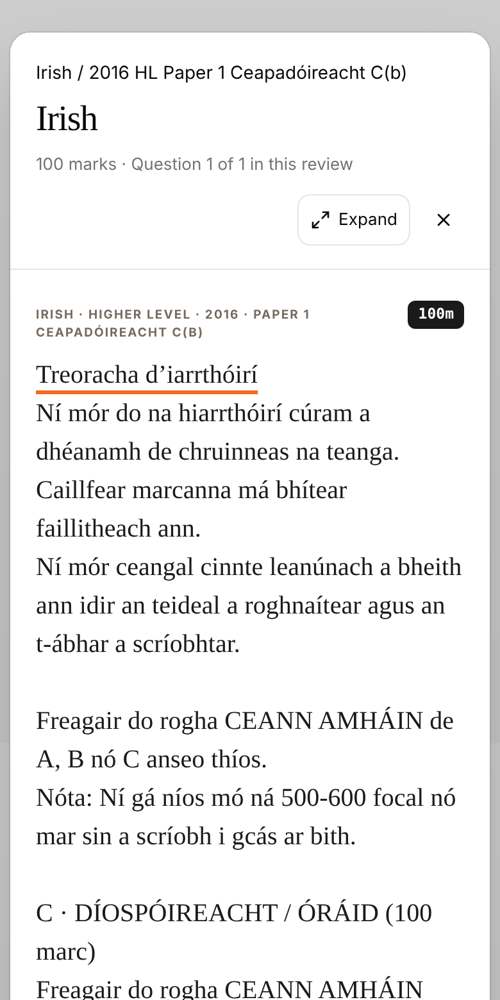 Irish / 2016 HL Paper 1 Ceapadóireacht C(b)
Irish
100 marks · Question 1 of 1 in this review
Expand
IRISH · HIGHER LEVEL · 2016 · PAPER 1
CEAPADÓIREACHT C(B)
100m
Treoracha d’iarrthóirí
Ní mór do na hiarrthóirí cúram a
dhéanamh de chruinneas na teanga.
Caillfear marcanna má bhítear
faillitheach ann.
Ní mór ceangal cinnte leanúnach a bheith
ann idir an teideal a roghnaítear agus an
t-ábhar a scríobhtar.
Freagair do rogha CEANN AMHÁIN de
A, B nó C anseo thíos.
Nóta: Ní gá níos mó ná 500-600 focal nó
mar sin a scríobh i gcás ar bith.
C · DÍOSPÓIREACHT / ÓRÁID (100
marc)
Freagair do rogha CEANN AMHÁIN